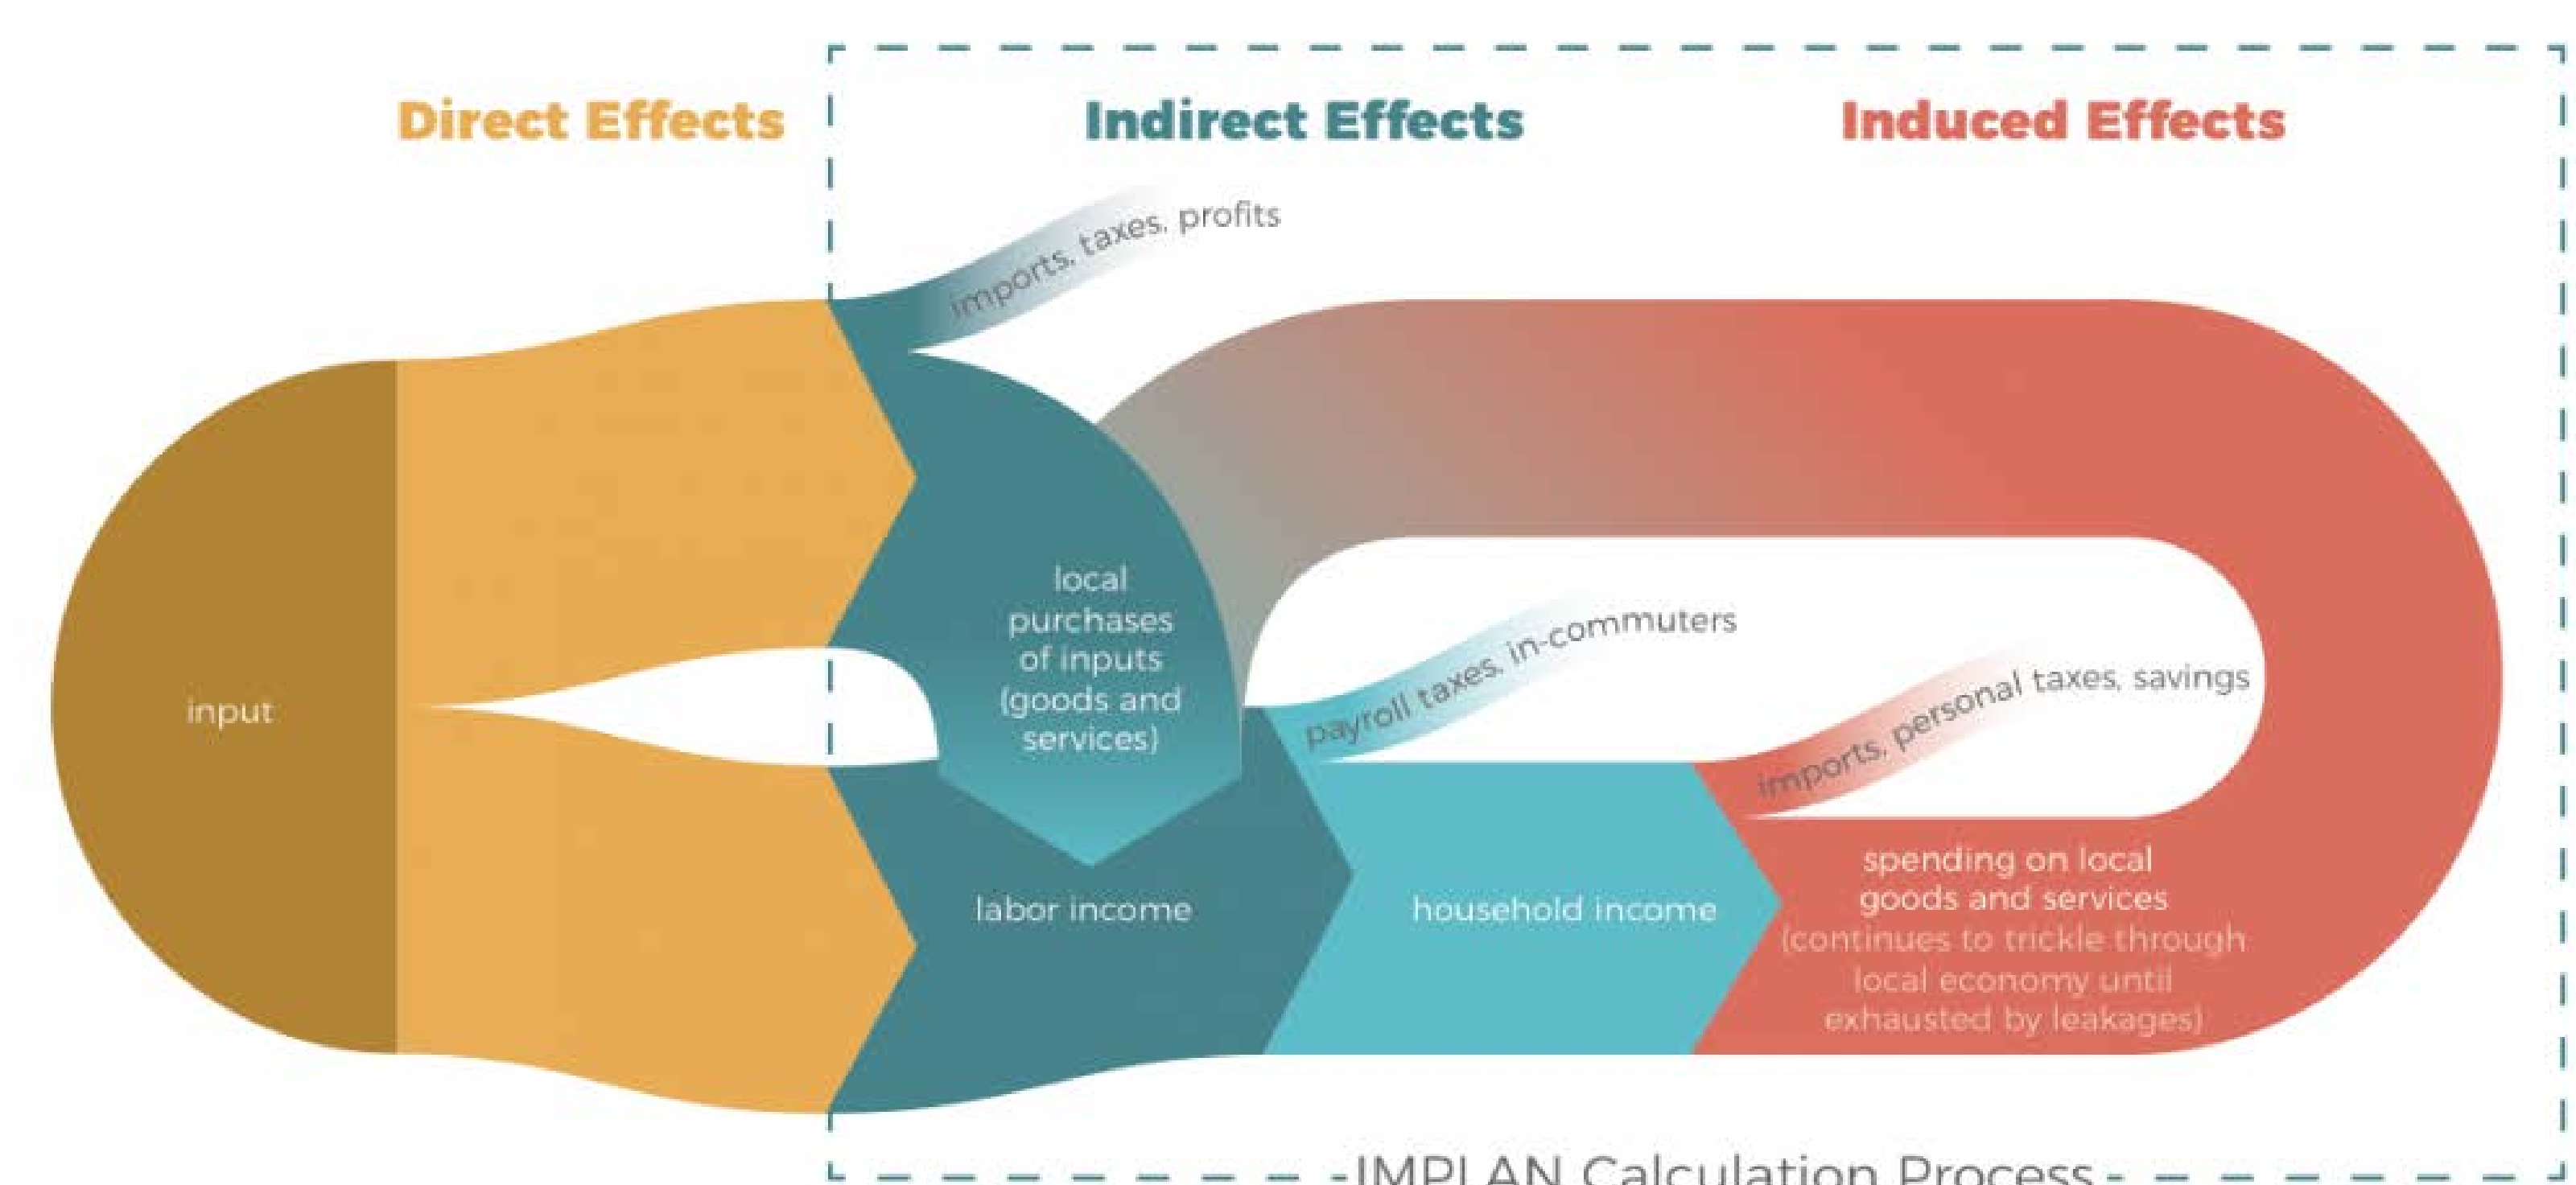 Direct Effects
Indirect Effects
Induced Effects
imports, taxes, profits
input
local
purchases
of inputs
(goods and
services)
payroll taxes, in-commuters
imports, personal taxes, savings
labor income
household income
spending on local
goods and services
(continues to trickle through
local economy until
exhausted by leakages)
IMPLAN Calculation Process